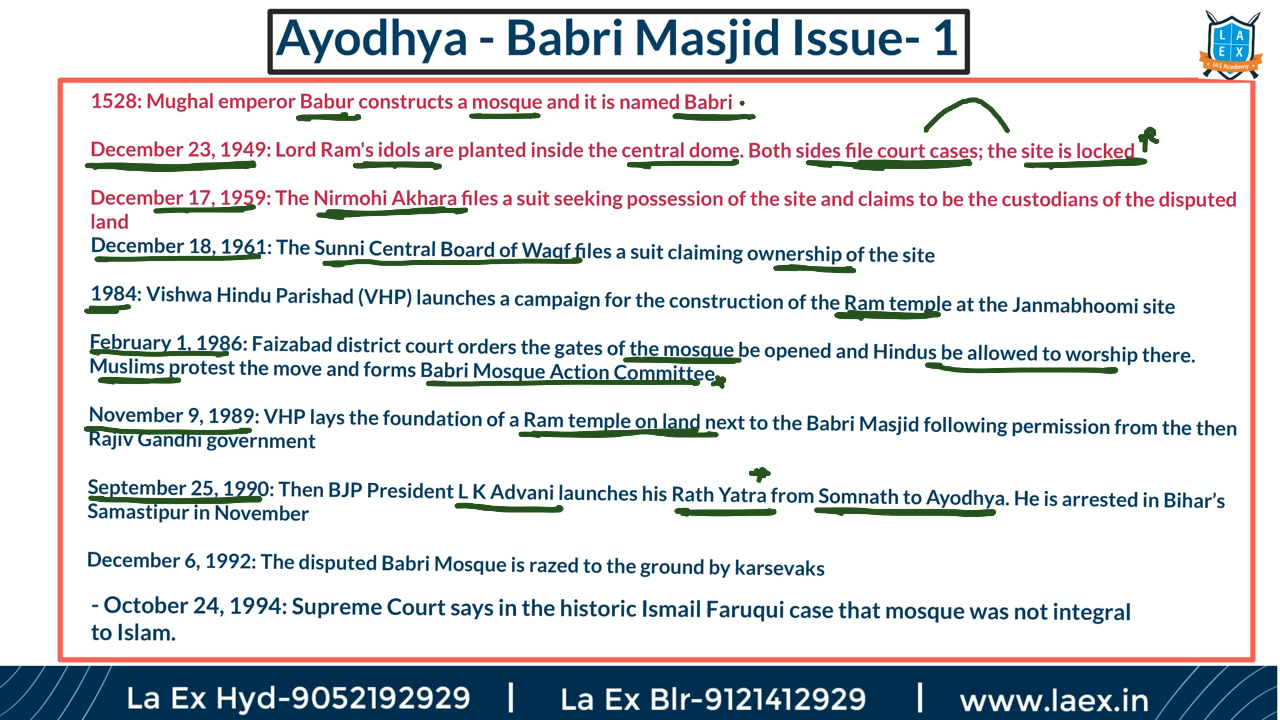 Ayodhya - Babri Masjid Issue- 1
L A
E X
IAS Academy
1528: Mughal emperor Babur constructs a mosque and it is named Babri
December 23, 1949: Lord Ram's idols are planted inside the central dome. Both sides file court cases; the site is locked
December 17, 1959: The Nirmohi Akhara files a suit seeking possession of the site and claims to be the custodians of the disputed
land
December 18, 1961: The Sunni Central Board of Waqf files a suit claiming ownership of the site
1984: Vishwa Hindu Parishad (VHP) launches a campaign for the construction of the Ram temple at the Janmabhoomi site
February 1, 1986: Faizabad district court orders the gates of the mosque be opened and Hindus be allowed to worship there.
Muslims protest the move and forms Babri Mosque Action Committee
November 9, 1989: VHP lays the foundation of a Ram temple on land next to the Babri Masjid following permission from the then
Rajiv Gandhi government
September 25, 1990: Then BJP President L K Advani launches his Rath Yatra from Somnath to Ayodhya. He is arrested in Bihar's
Samastipur in November
December 6, 1992: The disputed Babri Mosque is razed to the ground by karsevaks
- October 24, 1994: Supreme Court says in the historic Ismail Faruqui case that mosque was not integral
to Islam.
La Ex Hyd-9052192929 | La Ex Blr-9121412929 | www.laex.in